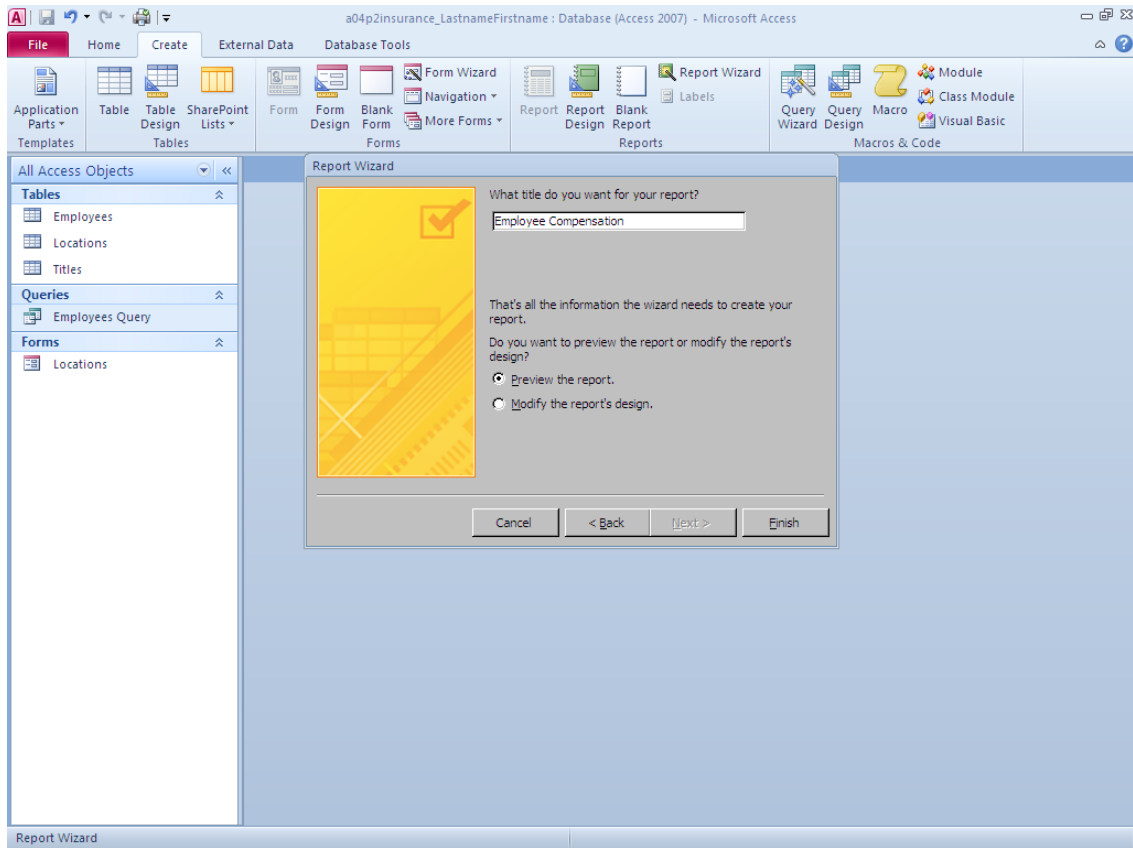 a04p2insurance_LastnameFirstname : Database (Access 2007) - Microsoft Access
File Home Create External Data Database Tools
Application Parts
Table
Table Design
SharePoint Lists
Form
Form Design
Blank Form
Form Wizard
Navigation
More Forms
Report
Report Design
Blank Report
Report Wizard
Labels
Query Wizard
Query Design
Macro
Module
Class Module
Visual Basic
Templates Tables Forms Reports Macros & Code
All Access Objects
Tables
Employees
Locations
Titles
Queries
Employees Query
Forms
Locations
Report Wizard
What title do you want for your report?
Employee Compensation
That's all the information the wizard needs to create your
report.
Do you want to preview the report or modify the report's
design?
Preview the report.
Modify the report's design.
Cancel < Back Next > Finish
Report Wizard